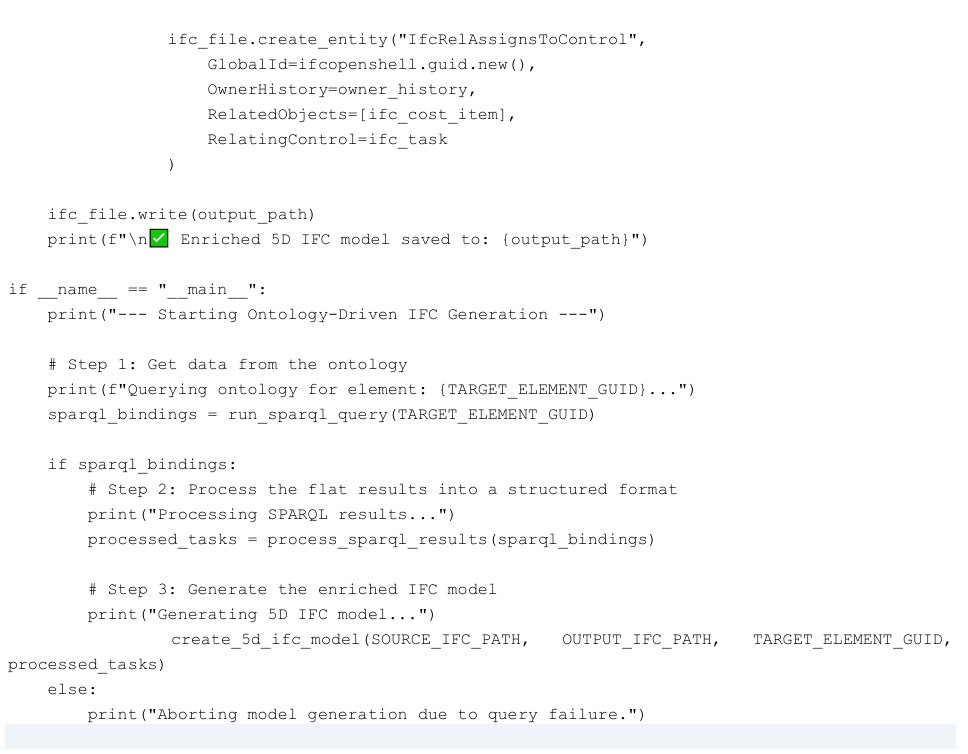 ifc_file.create_entity("IfcRelAssignsToControl",
                    GlobalId=ifcopenshell.guid.new(),
                    OwnerHistory=owner_history,
                    RelatedObjects=[ifc_cost_item],
                    RelatingControl=ifc_task
                )

    ifc_file.write(output_path)
    print(f"\n✅ Enriched 5D IFC model saved to: {output_path}")

if __name__ == "__main__":
    print("--- Starting Ontology-Driven IFC Generation ---")

    # Step 1: Get data from the ontology
    print(f"Querying ontology for element: {TARGET_ELEMENT_GUID}...")
    sparql_bindings = run_sparql_query(TARGET_ELEMENT_GUID)

    if sparql_bindings:
        # Step 2: Process the flat results into a structured format
        print("Processing SPARQL results...")
        processed_tasks = process_sparql_results(sparql_bindings)

        # Step 3: Generate the enriched IFC model
        print("Generating 5D IFC model...")
                create_5d_ifc_model(SOURCE_IFC_PATH, OUTPUT_IFC_PATH, TARGET_ELEMENT_GUID,
processed_tasks)
    else:
        print("Aborting model generation due to query failure.")